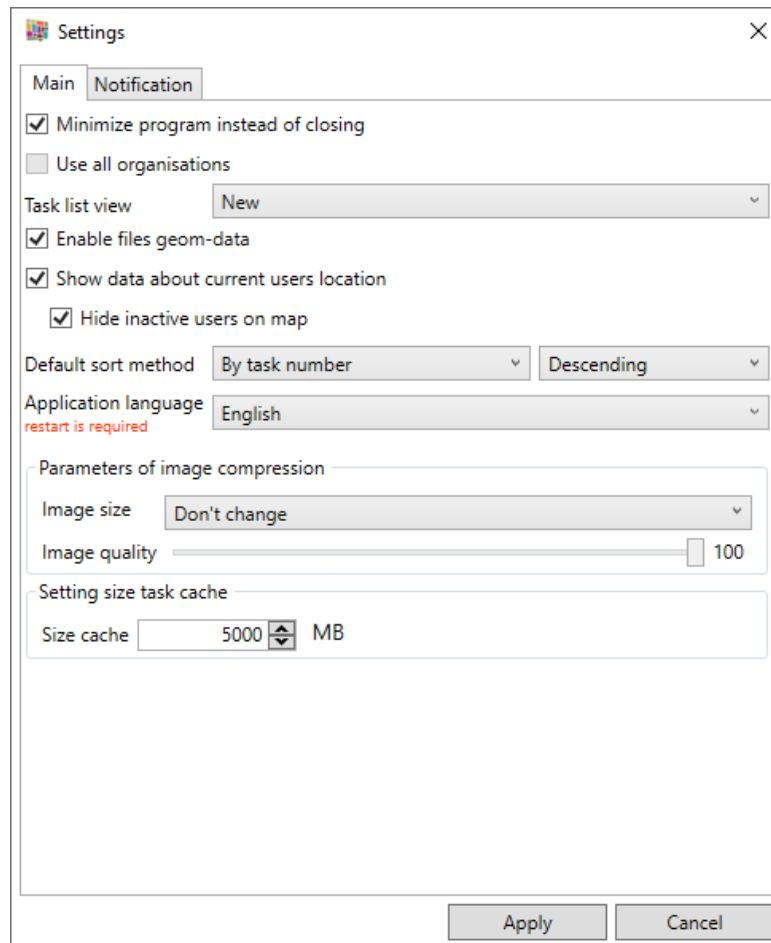 Settings
Main Notification
Minimize program instead of closing
Use all organisations
Task list view New
Enable files geom-data
Show data about current users location
Hide inactive users on map
Default sort method By task number Descending
Application language English
restart is required
Parameters of image compression
Image size Don't change
Image quality 100
Setting size task cache
Size cache 5000 MB
Apply Cancel